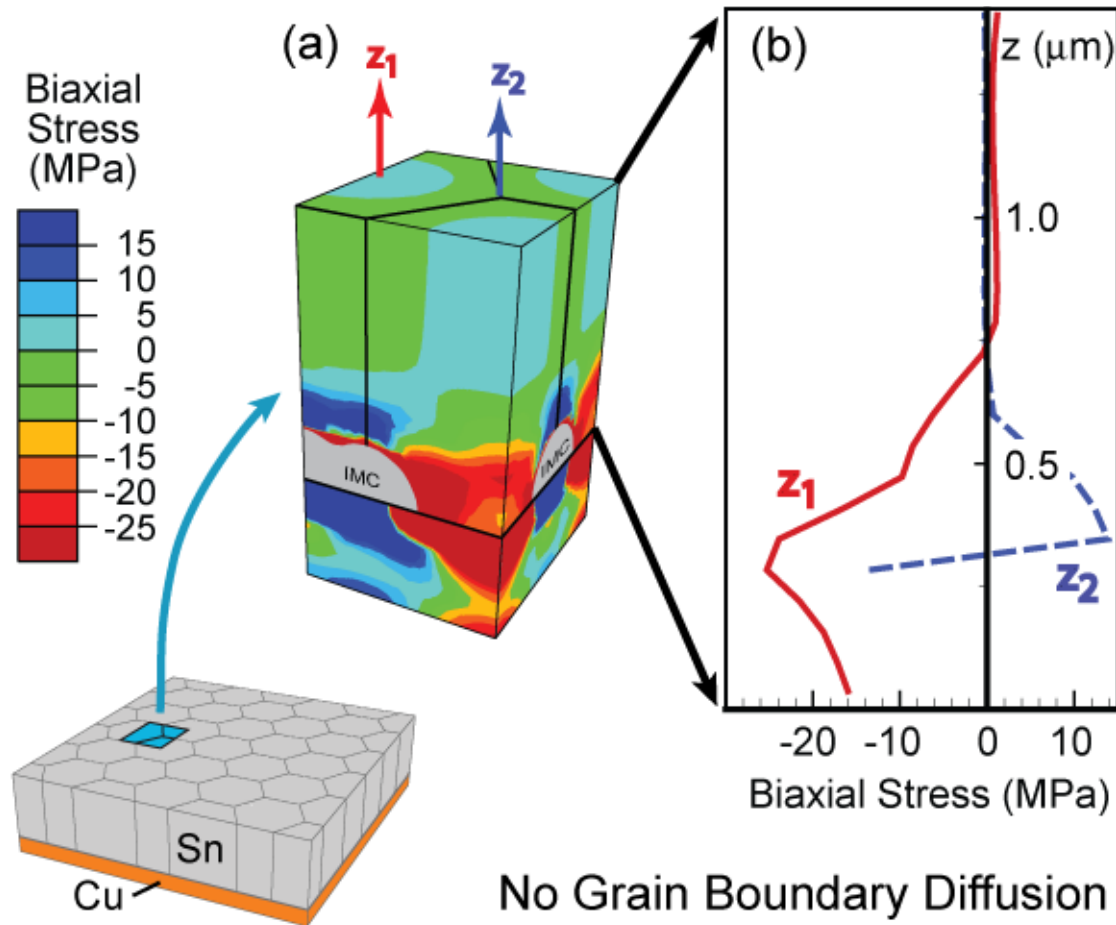 (a)
z1
z2
Biaxial
Stress
(MPa)
15
10
5
0
-5
-10
-15
-20
-25
IMC
IMC
Sn
Cu
(b)
z (μm)
1.0
0.5
z1
z2
-20 -10 0 10
Biaxial Stress (MPa)
No Grain Boundary Diffusion